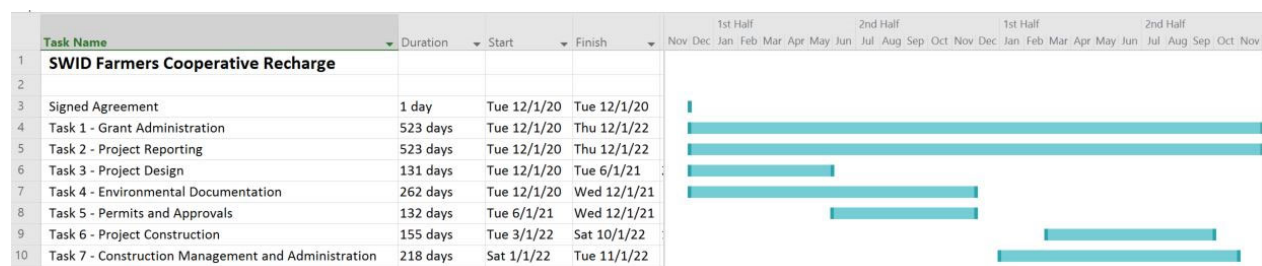 1st Half 2nd Half 1st Half 2nd Half
Task Name Duration Start Finish Nov Dec Jan Feb Mar Apr May Jun Jul Aug Sep Oct Nov Dec Jan Feb Mar Apr May Jun Jul Aug Sep Oct Nov
1 SWID Farmers Cooperative Recharge
2
3 Signed Agreement 1 day Tue 12/1/20 Tue 12/1/20
4 Task 1 - Grant Administration 523 days Tue 12/1/20 Thu 12/1/22
5 Task 2 - Project Reporting 523 days Tue 12/1/20 Thu 12/1/22
6 Task 3 - Project Design 131 days Tue 12/1/20 Tue 6/1/21
7 Task 4 - Environmental Documentation 262 days Tue 12/1/20 Wed 12/1/21
8 Task 5 - Permits and Approvals 132 days Tue 6/1/21 Wed 12/1/21
9 Task 6 - Project Construction 155 days Tue 3/1/22 Sat 10/1/22
10 Task 7 - Construction Management and Administration 218 days Sat 1/1/22 Tue 11/1/22